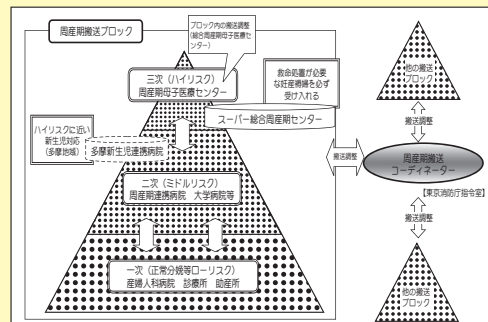 周産期搬送ブロック
ブロック内の搬送調整
(総合周産期母子医療セ
ンター)
三次(ハイリスク)
周産期母子医療センター
救命処置が必要
な妊産褥婦を必ず
受け入れる
スーパー総合周産期センター
ハイリスクに近い
新生児対応
(多摩地域)
多摩新生児連携病院
二次(ミドルリスク)
周産期連携病院 大学病院等
一次(正常分娩等ローリスク)
産婦人科病院 診療所 助産所
搬送調整
他の搬送
ブロック
搬送調整
周産期搬送
コーディネーター
【東京消防庁指令室】
搬送調整
他の搬送
ブロック